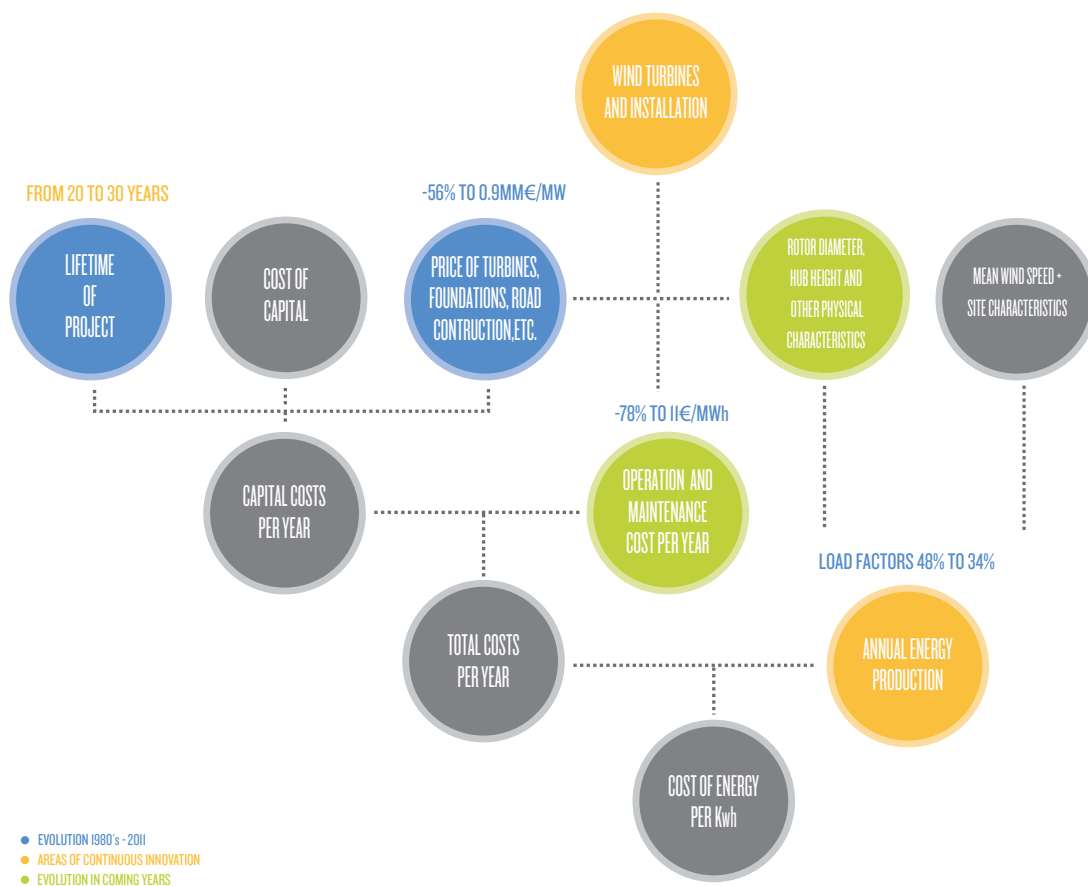 WIND TURBINES
AND INSTALLATION
FROM 20 TO 30 YEARS
-56% TO 0.9MM€/MW
LIFETIME
OF
PROJECT
COST OF
CAPITAL
PRICE OF TURBINES,
FOUNDATIONS, ROAD
CONTRUCTION,ETC.
ROTOR DIAMETER,
HUB HEIGHT AND
OTHER PHYSICAL
CHARACTERISTICS
MEAN WIND SPEED +
SITE CHARACTERISTICS
-78% TO 11€/MWh
CAPITAL COSTS
PER YEAR
OPERATION AND
MAINTENANCE
COST PER YEAR
LOAD FACTORS 48% TO 34%
TOTAL COSTS
PER YEAR
ANNUAL ENERGY
PRODUCTION
COST OF ENERGY
PER Kwh
EVOLUTION 1980's - 2011
AREAS OF CONTINUOUS INNOVATION
EVOLUTION IN COMING YEARS